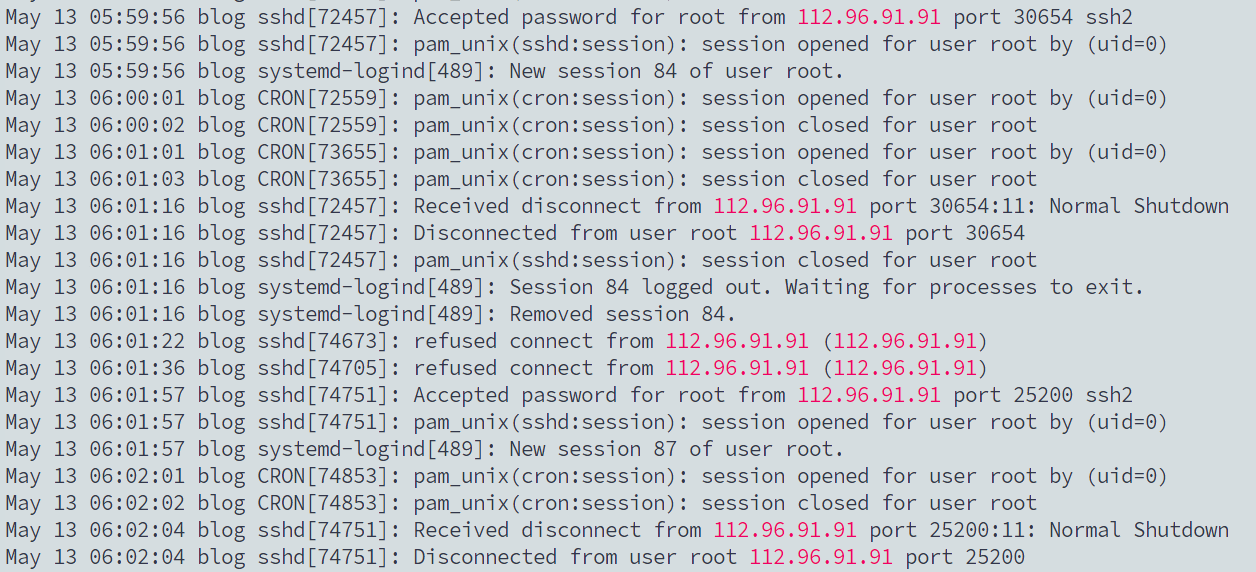 May 13 05:59:56 blog sshd[72457]: Accepted password for root from 112.96.91.91 port 30654 ssh2
May 13 05:59:56 blog sshd[72457]: pam_unix(sshd:session): session opened for user root by (uid=0)
May 13 05:59:56 blog systemd-logind[489]: New session 84 of user root.
May 13 06:00:01 blog CRON[72559]: pam_unix(cron:session): session opened for user root by (uid=0)
May 13 06:00:02 blog CRON[72559]: pam_unix(cron:session): session closed for user root
May 13 06:01:01 blog CRON[73655]: pam_unix(cron:session): session opened for user root by (uid=0)
May 13 06:01:03 blog CRON[73655]: pam_unix(cron:session): session closed for user root
May 13 06:01:16 blog sshd[72457]: Received disconnect from 112.96.91.91 port 30654:11: Normal Shutdown
May 13 06:01:16 blog sshd[72457]: Disconnected from user root 112.96.91.91 port 30654
May 13 06:01:16 blog sshd[72457]: pam_unix(sshd:session): session closed for user root
May 13 06:01:16 blog systemd-logind[489]: Session 84 logged out. Waiting for processes to exit.
May 13 06:01:16 blog systemd-logind[489]: Removed session 84.
May 13 06:01:22 blog sshd[74673]: refused connect from 112.96.91.91 (112.96.91.91)
May 13 06:01:36 blog sshd[74705]: refused connect from 112.96.91.91 (112.96.91.91)
May 13 06:01:57 blog sshd[74751]: Accepted password for root from 112.96.91.91 port 25200 ssh2
May 13 06:01:57 blog sshd[74751]: pam_unix(sshd:session): session opened for user root by (uid=0)
May 13 06:01:57 blog systemd-logind[489]: New session 87 of user root.
May 13 06:02:01 blog CRON[74853]: pam_unix(cron:session): session opened for user root by (uid=0)
May 13 06:02:02 blog CRON[74853]: pam_unix(cron:session): session closed for user root
May 13 06:02:04 blog sshd[74751]: Received disconnect from 112.96.91.91 port 25200:11: Normal Shutdown
May 13 06:02:04 blog sshd[74751]: Disconnected from user root 112.96.91.91 port 25200